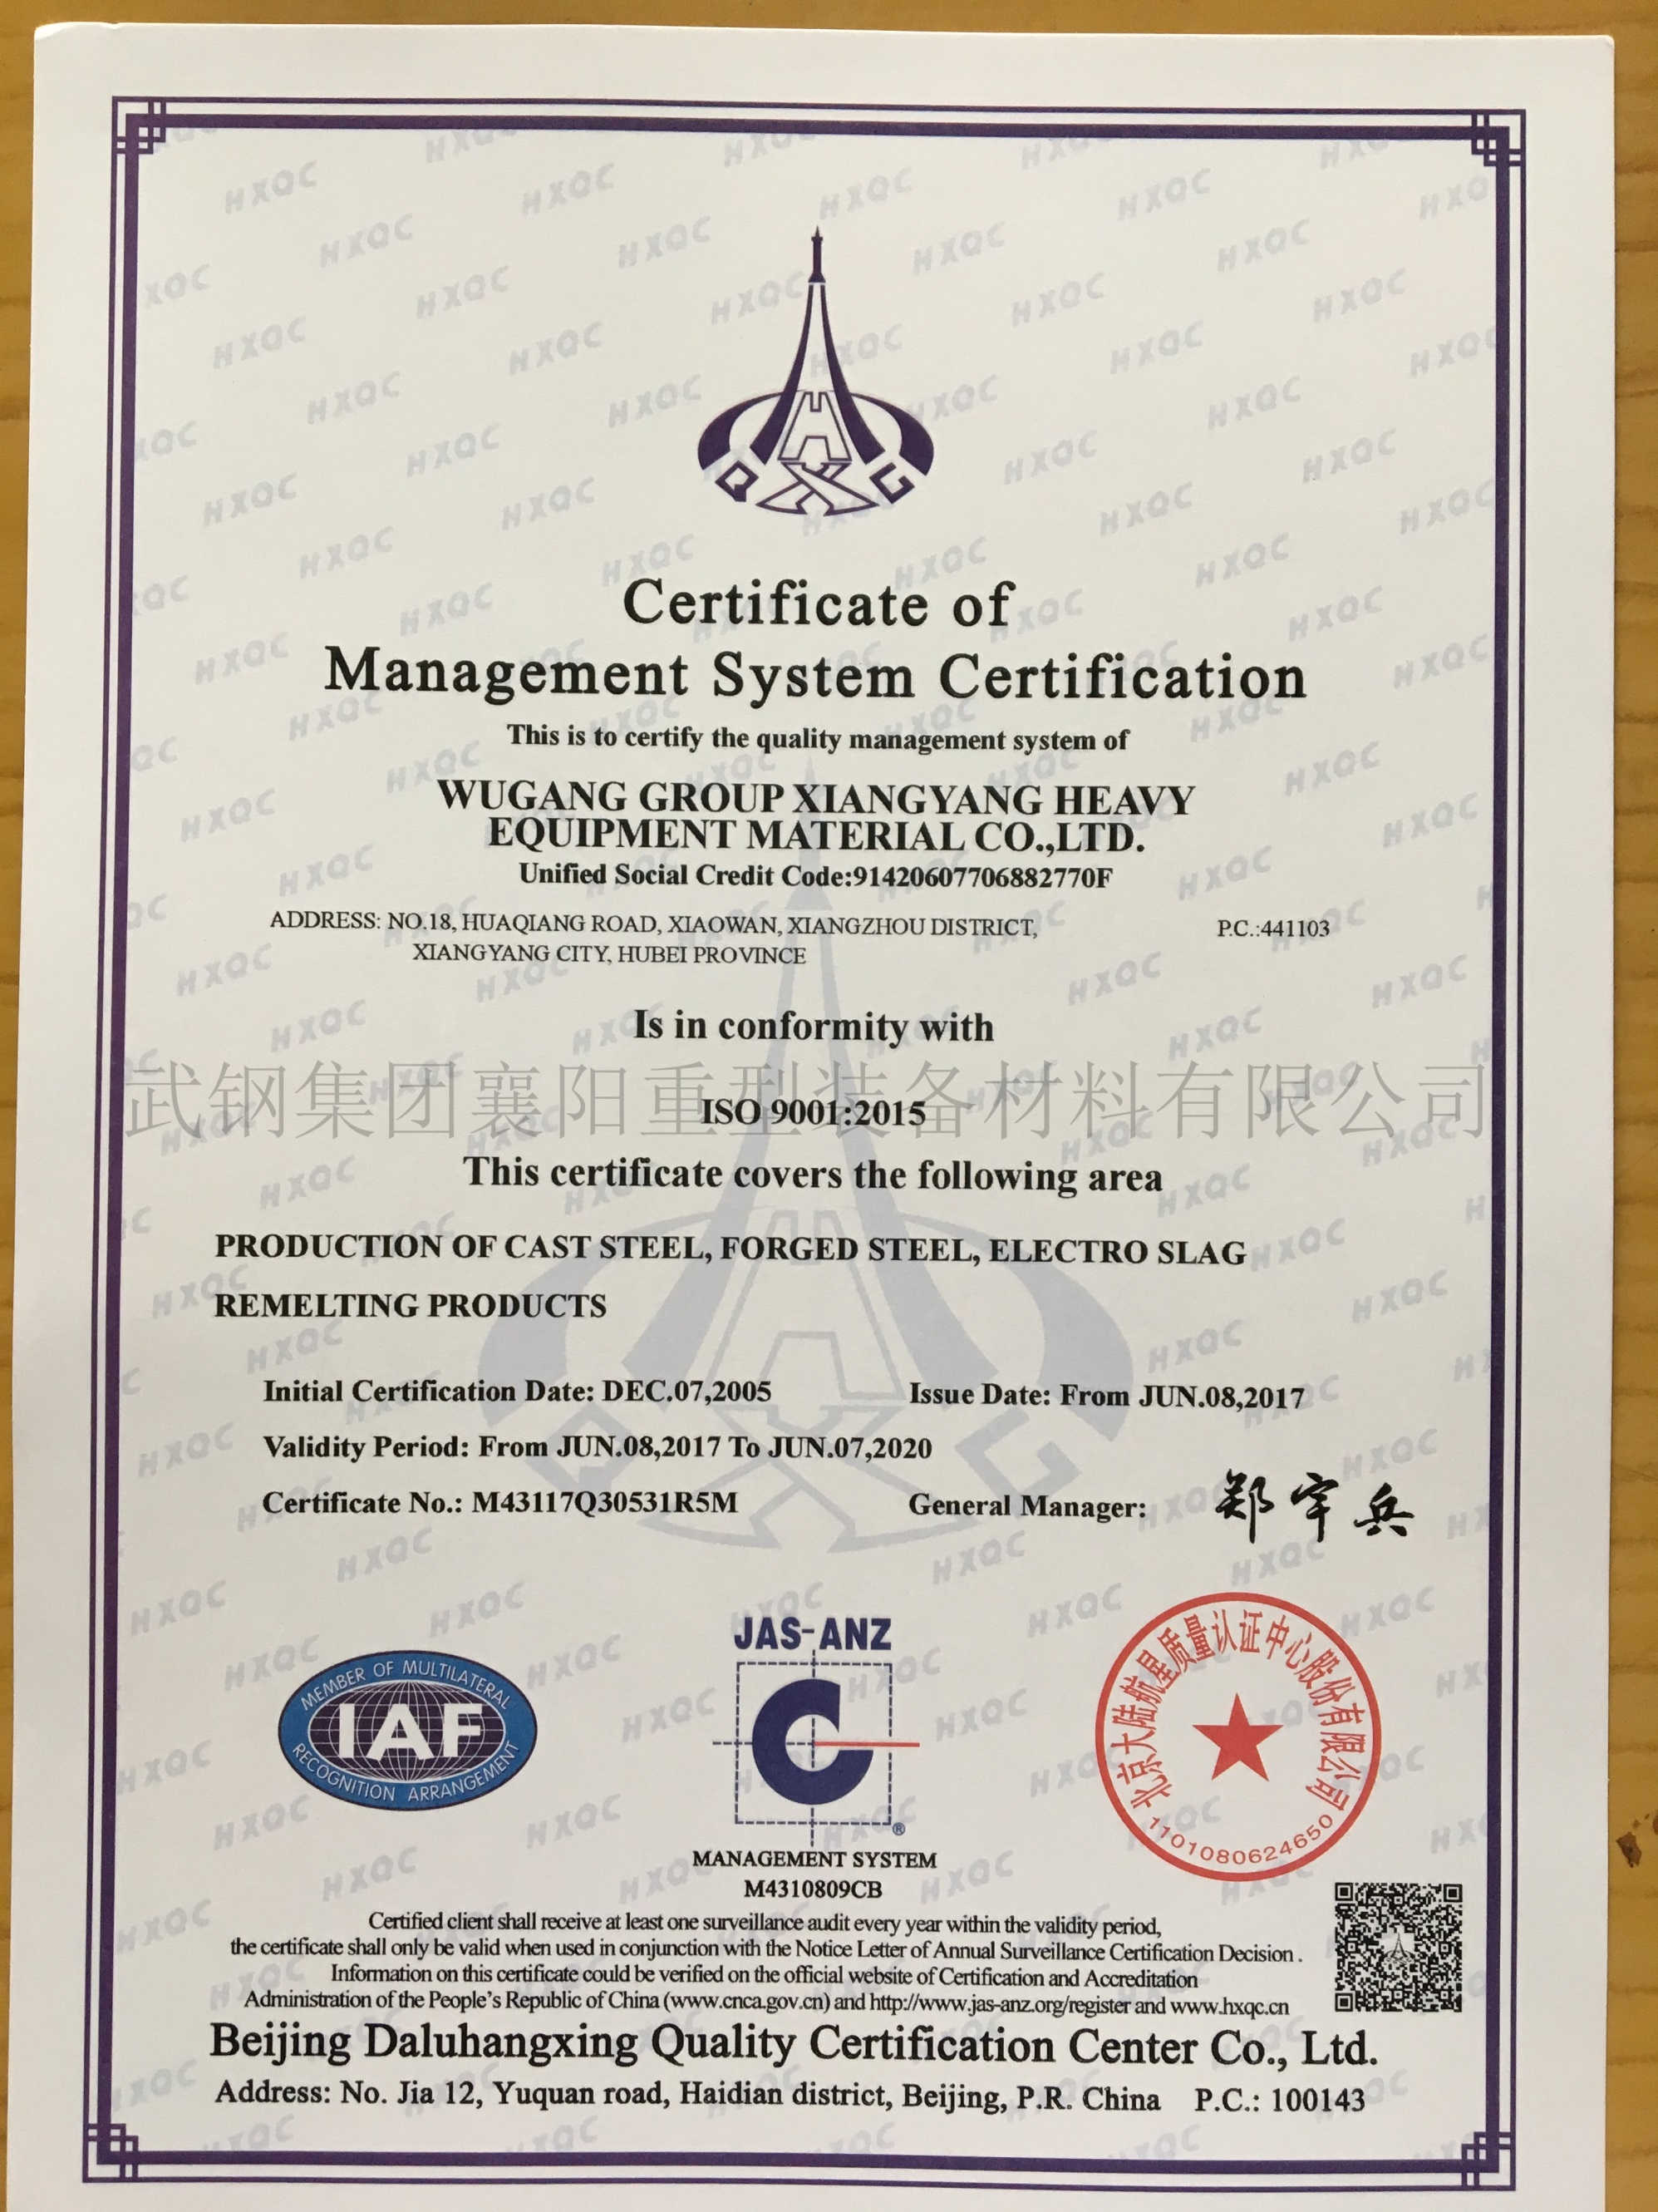 HXQC
Certificate of
Management System Certification
This is to certify the quality management system of
WUGANG GROUP XIANGYANG HEAVY
EQUIPMENT MATERIAL CO.,LTD.
Unified Social Credit Code:91420607706882770F
ADDRESS: NO.18, HUAQIANG ROAD, XIAOWAN, XIANGZHOU DISTRICT, P.C.:441103
XIANGYANG CITY, HUBEI PROVINCE
Is in conformity with
武钢集团襄阳重型装备材料有限公司
ISO 9001:2015
This certificate covers the following area
PRODUCTION OF CAST STEEL, FORGED STEEL, ELECTRO SLAG
REMELTING PRODUCTS
Initial Certification Date: DEC.07,2005 Issue Date: From JUN.08,2017
Validity Period: From JUN.08,2017 To JUN.07,2020
Certificate No.: M43117Q30531R5M General Manager: 郑宇兵
MEMBER OF MULTILATERAL
IAF
RECOGNITION ARRANGEMENT
JAS-ANZ
®
MANAGEMENT SYSTEM
M4310809CB
北京大陆航星质量认证中心股份有限公司
1101080624650
Certified client shall receive at least one surveillance audit every year within the validity period,
the certificate shall only be valid when used in conjunction with the Notice Letter of Annual Surveillance Certification Decision .
Information on this certificate could be verified on the official website of Certification and Accreditation
Administration of the People's Republic of China (www.cnca.gov.cn) and http://www.jas-anz.org/register and www.hxqc.cn
Beijing Daluhangxing Quality Certification Center Co., Ltd.
Address: No. Jia 12, Yuquan road, Haidian district, Beijing, P.R. China P.C.: 100143